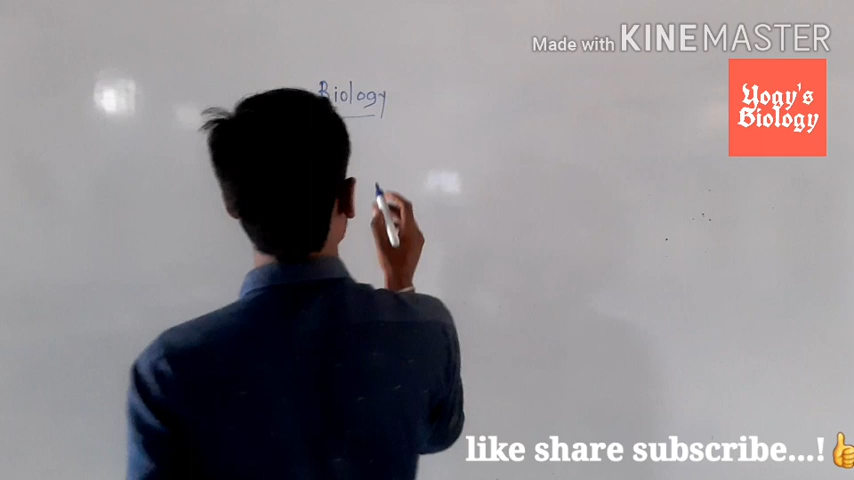 Made with KINEMASTER
Biology
Yogy's
Biology
like share subscribe...!👍